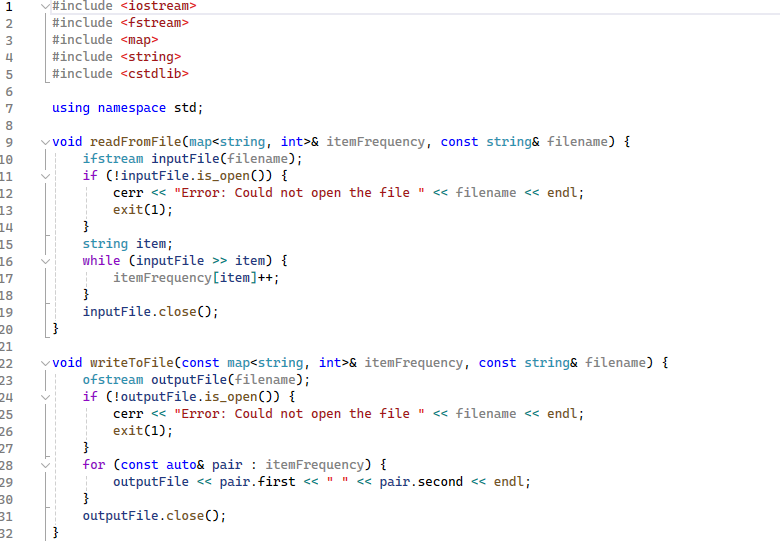 1 #include <iostream>
2 #include <fstream>
3 #include <map>
4 #include <string>
5 #include <cstdlib>
6
7 using namespace std;
8
9 void readFromFile(map<string, int>& itemFrequency, const string& filename) {
10     ifstream inputFile(filename);
11     if (!inputFile.is_open()) {
12         cerr << "Error: Could not open the file " << filename << endl;
13         exit(1);
14     }
15     string item;
16     while (inputFile >> item) {
17         itemFrequency[item]++;
18     }
19     inputFile.close();
20 }
21
22 void writeToFile(const map<string, int>& itemFrequency, const string& filename) {
23     ofstream outputFile(filename);
24     if (!outputFile.is_open()) {
25         cerr << "Error: Could not open the file " << filename << endl;
26         exit(1);
27     }
28     for (const auto& pair : itemFrequency) {
29         outputFile << pair.first << " " << pair.second << endl;
30     }
31     outputFile.close();
32 }